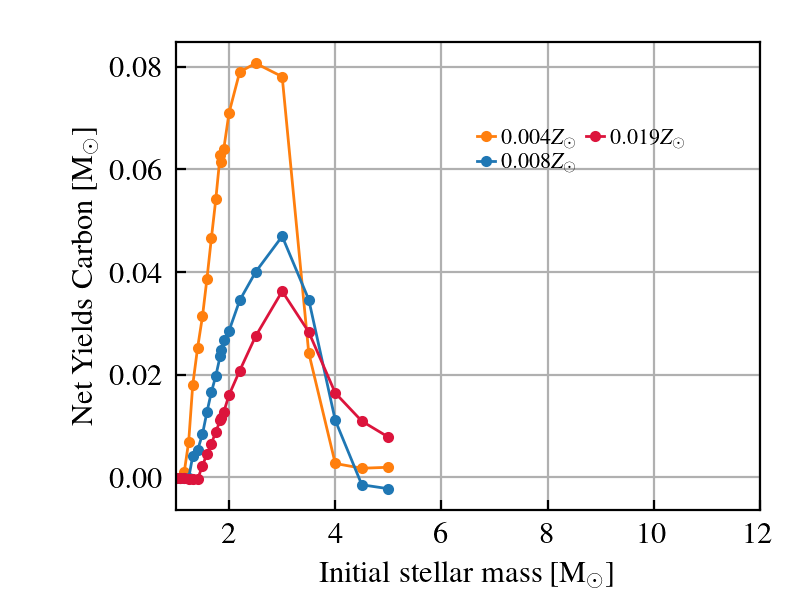 Net Yields Carbon [M☉]
0.08
0.06
0.04
0.02
0.00
0.004Z☉ 0.019Z☉
0.008Z☉
2 4 6 8 10 12
Initial stellar mass [M☉]